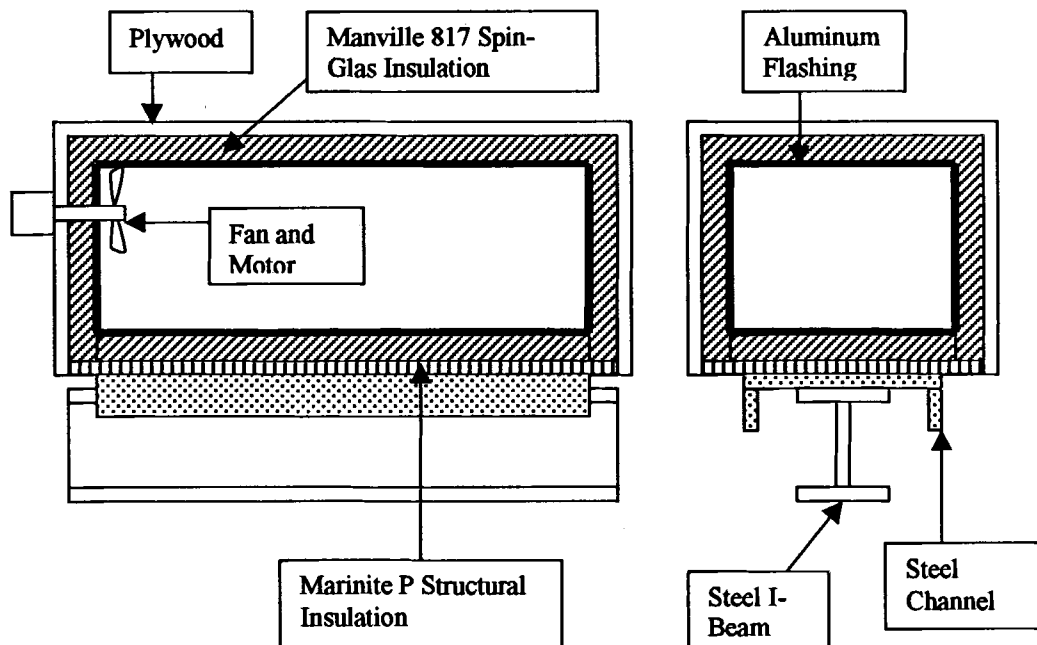 Plywood
Manville 817 Spin-
Glas Insulation
Aluminum
Flashing
Fan and
Motor
Marinite P Structural
Insulation
Steel I-
Beam
Steel
Channel